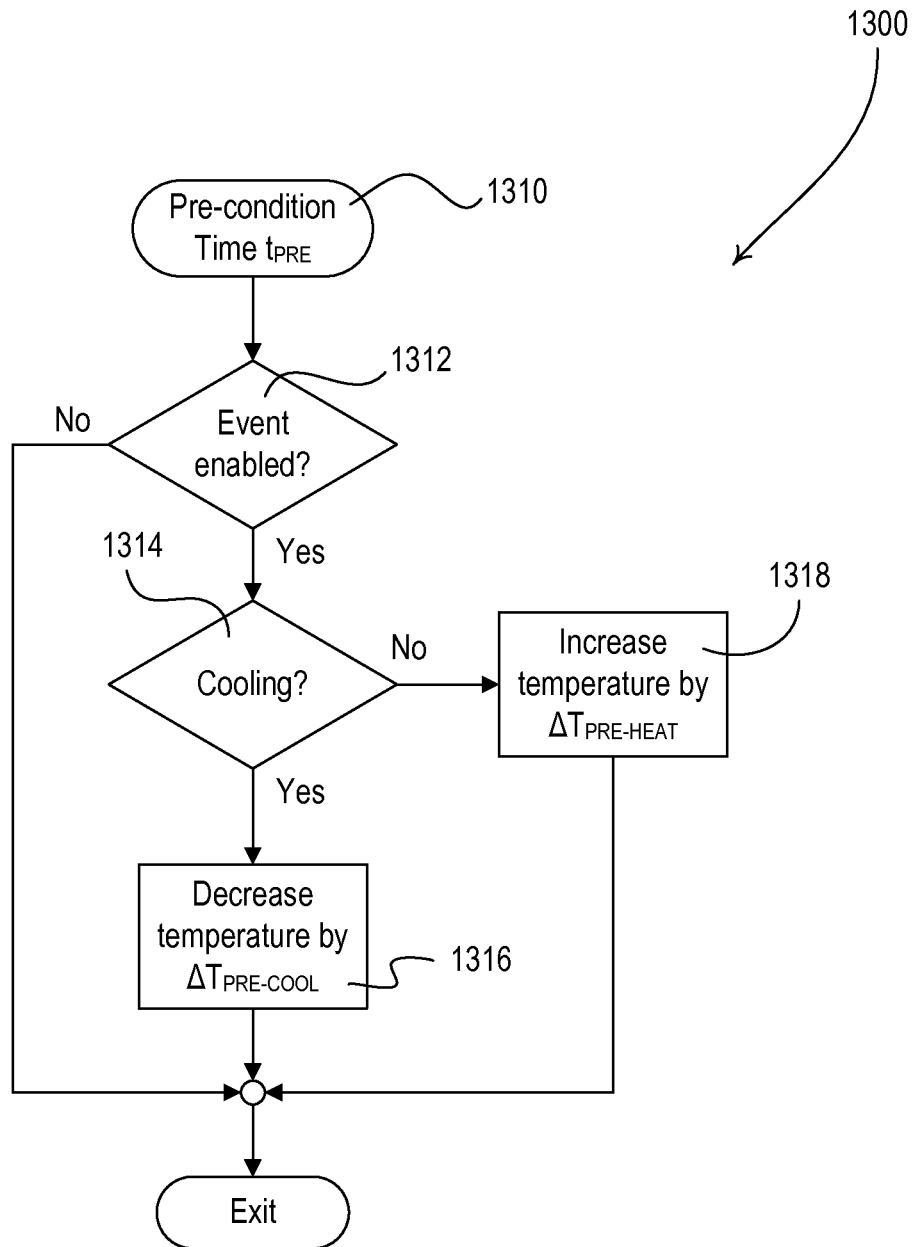 1300
Pre-condition
Time tPRE
1310
1312
Event
enabled?
No
Yes
1314
Cooling?
No
Increase
temperature by
ΔTPRE-HEAT
1318
Yes
Decrease
temperature by
ΔTPRE-COOL
1316
Exit